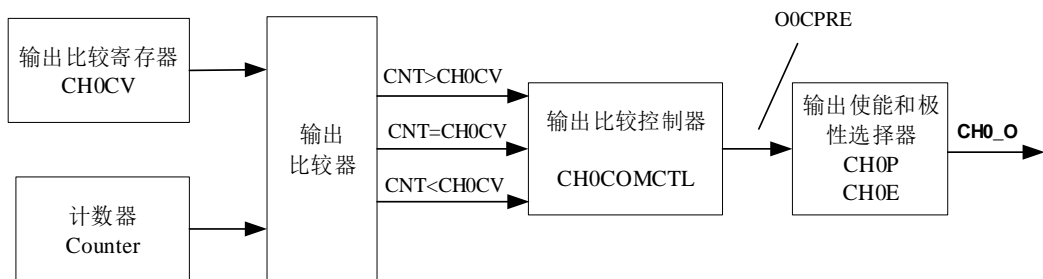 O0CPRE
输出比较寄存器
CH0CV
计数器
Counter
输出
比较器
CNT>CH0CV
CNT=CH0CV
CNT<CH0CV
输出比较控制器
CH0COMCTL
输出使能和极
性选择器
CH0P
CH0E
CH0_O